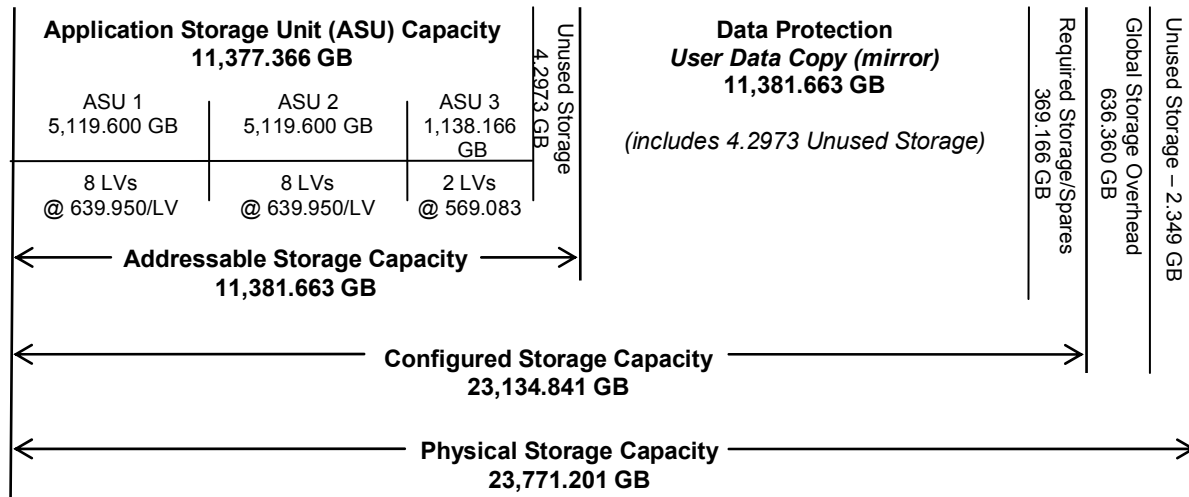 Application Storage Unit (ASU) Capacity
11,377.366 GB
ASU 1
5,119.600 GB
ASU 2
5,119.600 GB
ASU 3
1,138.166
GB
8 LVs
@ 639.950/LV
8 LVs
@ 639.950/LV
2 LVs
@ 569.083
Unused Storage
4.2973 GB
Data Protection
User Data Copy (mirror)
11,381.663 GB
(includes 4.2973 Unused Storage)
Required Storage/Spares
369.166 GB
Global Storage Overhead
636.360 GB
Unused Storage – 2.349 GB
Addressable Storage Capacity
11,381.663 GB
Configured Storage Capacity
23,134.841 GB
Physical Storage Capacity
23,771.201 GB